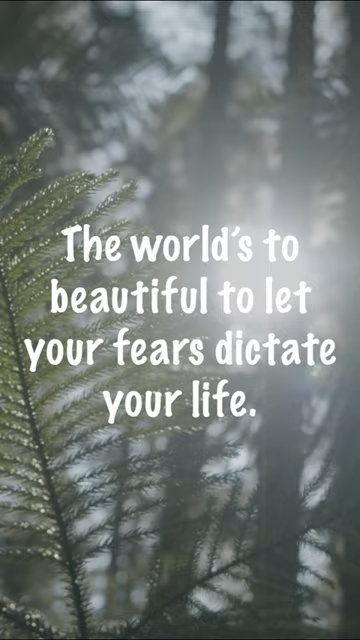 The world's to
beautiful to let
your fears dictate
your life.